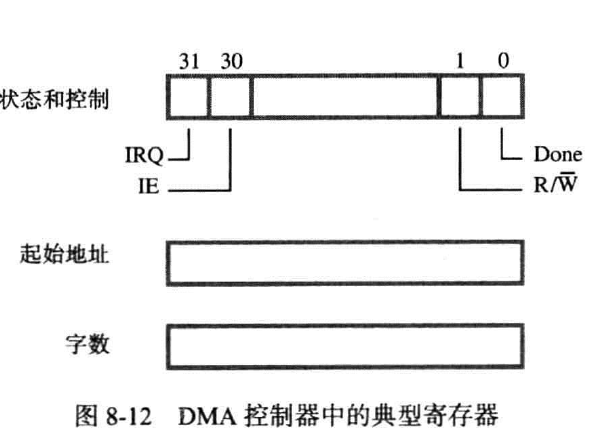 31 30 1 0
状态和控制
IRQ Done
IE R/W̅
起始地址
字数
图 8-12 DMA 控制器中的典型寄存器